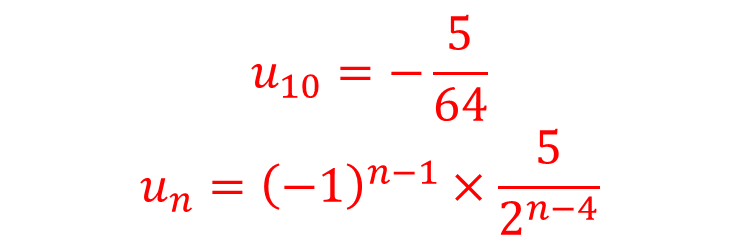 u₁₀ = −5/64
uₙ = (−1)ⁿ⁻¹ × 5/2ⁿ⁻⁴